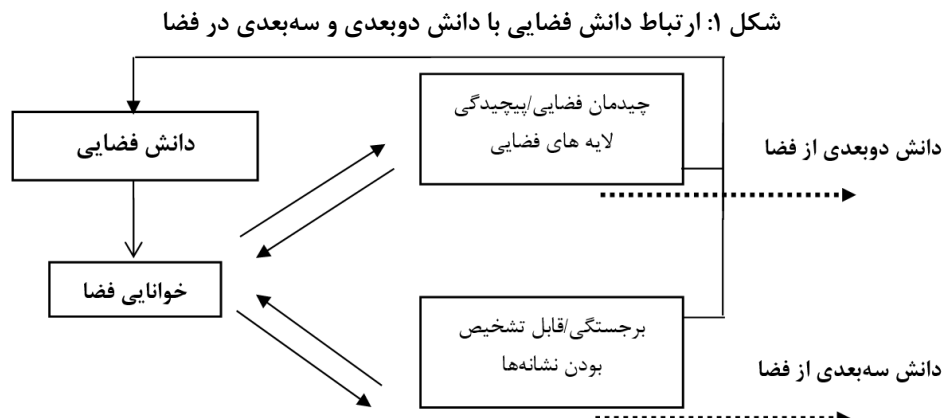 شکل ۱: ارتباط دانش فضایی با دانش دوبعدی و سه‌بعدی در فضا
چیدمان فضایی/پیچیدگی
لایه های فضایی
دانش فضایی
دانش دوبعدی از فضا
خوانایی فضا
برجستگی/قابل تشخیص
بودن نشانه‌ها
دانش سه‌بعدی از فضا